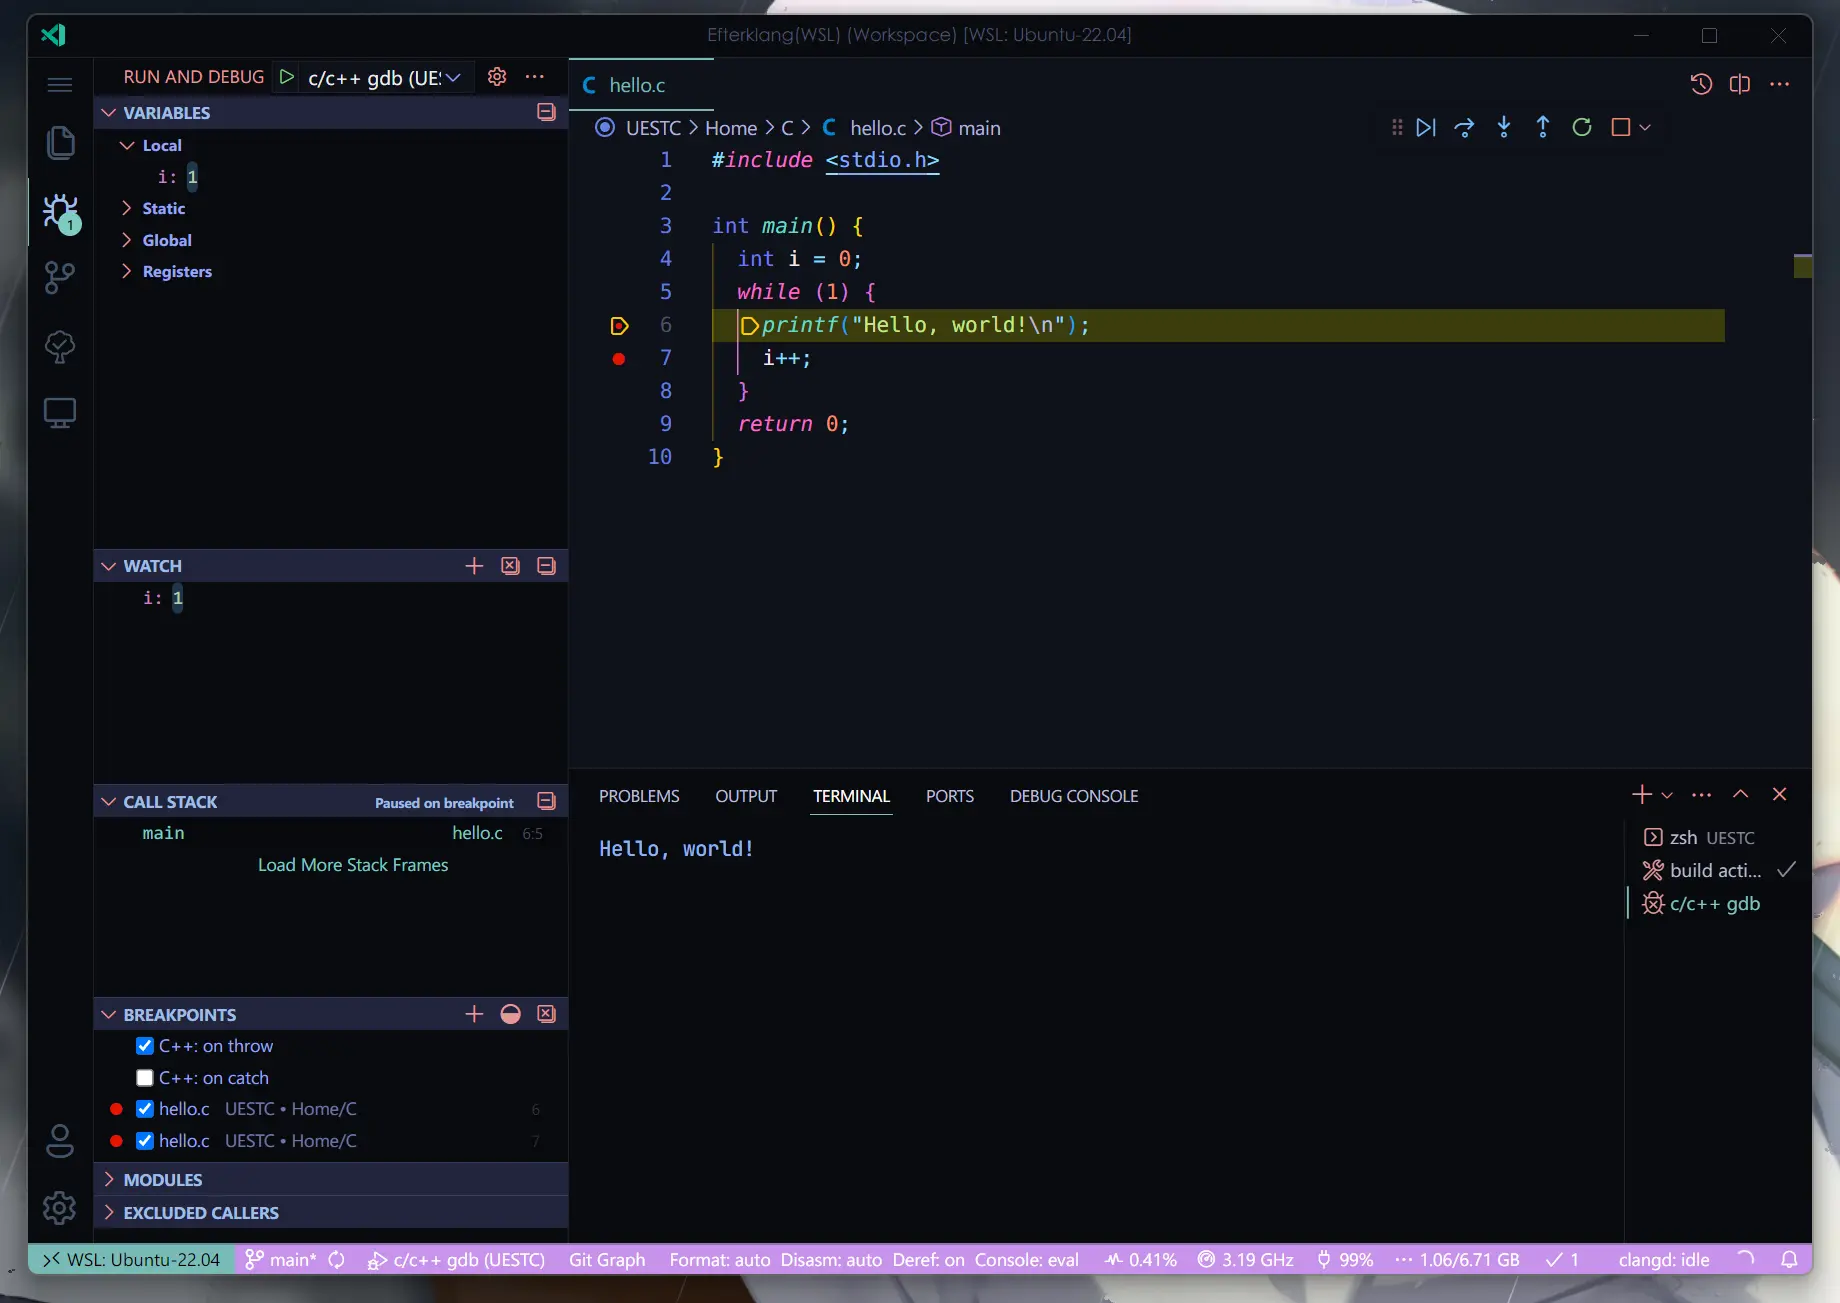 Efterklang(WSL) (Workspace) [WSL: Ubuntu-22.04]
RUN AND DEBUG
c/c++ gdb (UES
VARIABLES
Local
i: 1
Static
Global
Registers
WATCH
i: 1
CALL STACK
Paused on breakpoint
main
hello.c
6:5
Load More Stack Frames
BREAKPOINTS
C++: on throw
C++: on catch
hello.c UESTC • Home/C 6
hello.c UESTC • Home/C 7
MODULES
EXCLUDED CALLERS
1
hello.c
UESTC > Home > C > C hello.c > main
1 #include <stdio.h>
2
3 int main() {
4 int i = 0;
5 while (1) {
6 printf("Hello, world!\n");
7 i++;
8 }
9 return 0;
10 }
PROBLEMS
OUTPUT
TERMINAL
PORTS
DEBUG CONSOLE
Hello, world!
zsh UESTC
build acti...
c/c++ gdb
WSL: Ubuntu-22.04 main* c/c++ gdb (UESTC) Git Graph Format: auto Disasm: auto Deref: on Console: eval 0.41% 3.19 GHz 99% 1.06/6.71 GB 1 clangd: idle